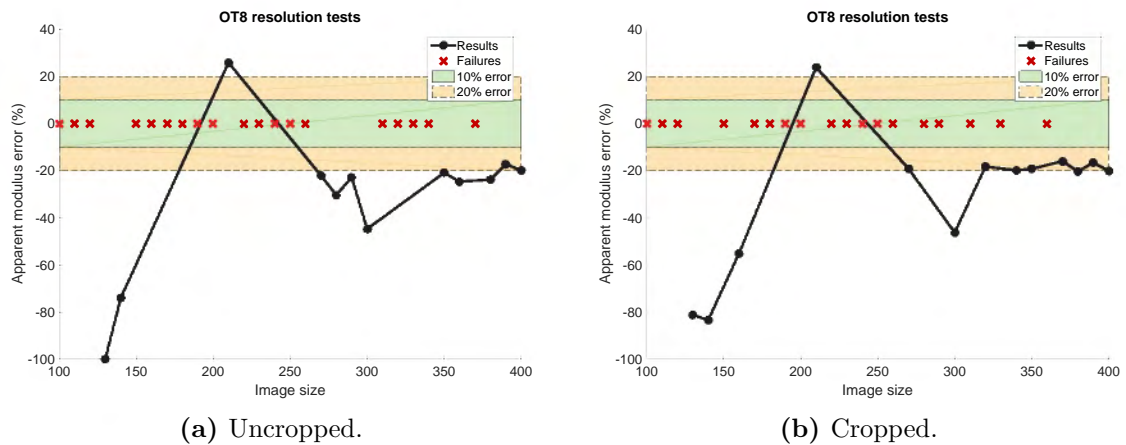 OT8 resolution tests
40
20
0
-20
-40
-60
-80
-100
Apparent modulus error (%)
Results
Failures
10% error
20% error
100
150
200
250
300
350
400
Image size
(a) Uncropped.
OT8 resolution tests
40
20
0
-20
-40
-60
-80
-100
Apparent modulus error (%)
Results
Failures
10% error
20% error
100
150
200
250
300
350
400
Image size
(b) Cropped.